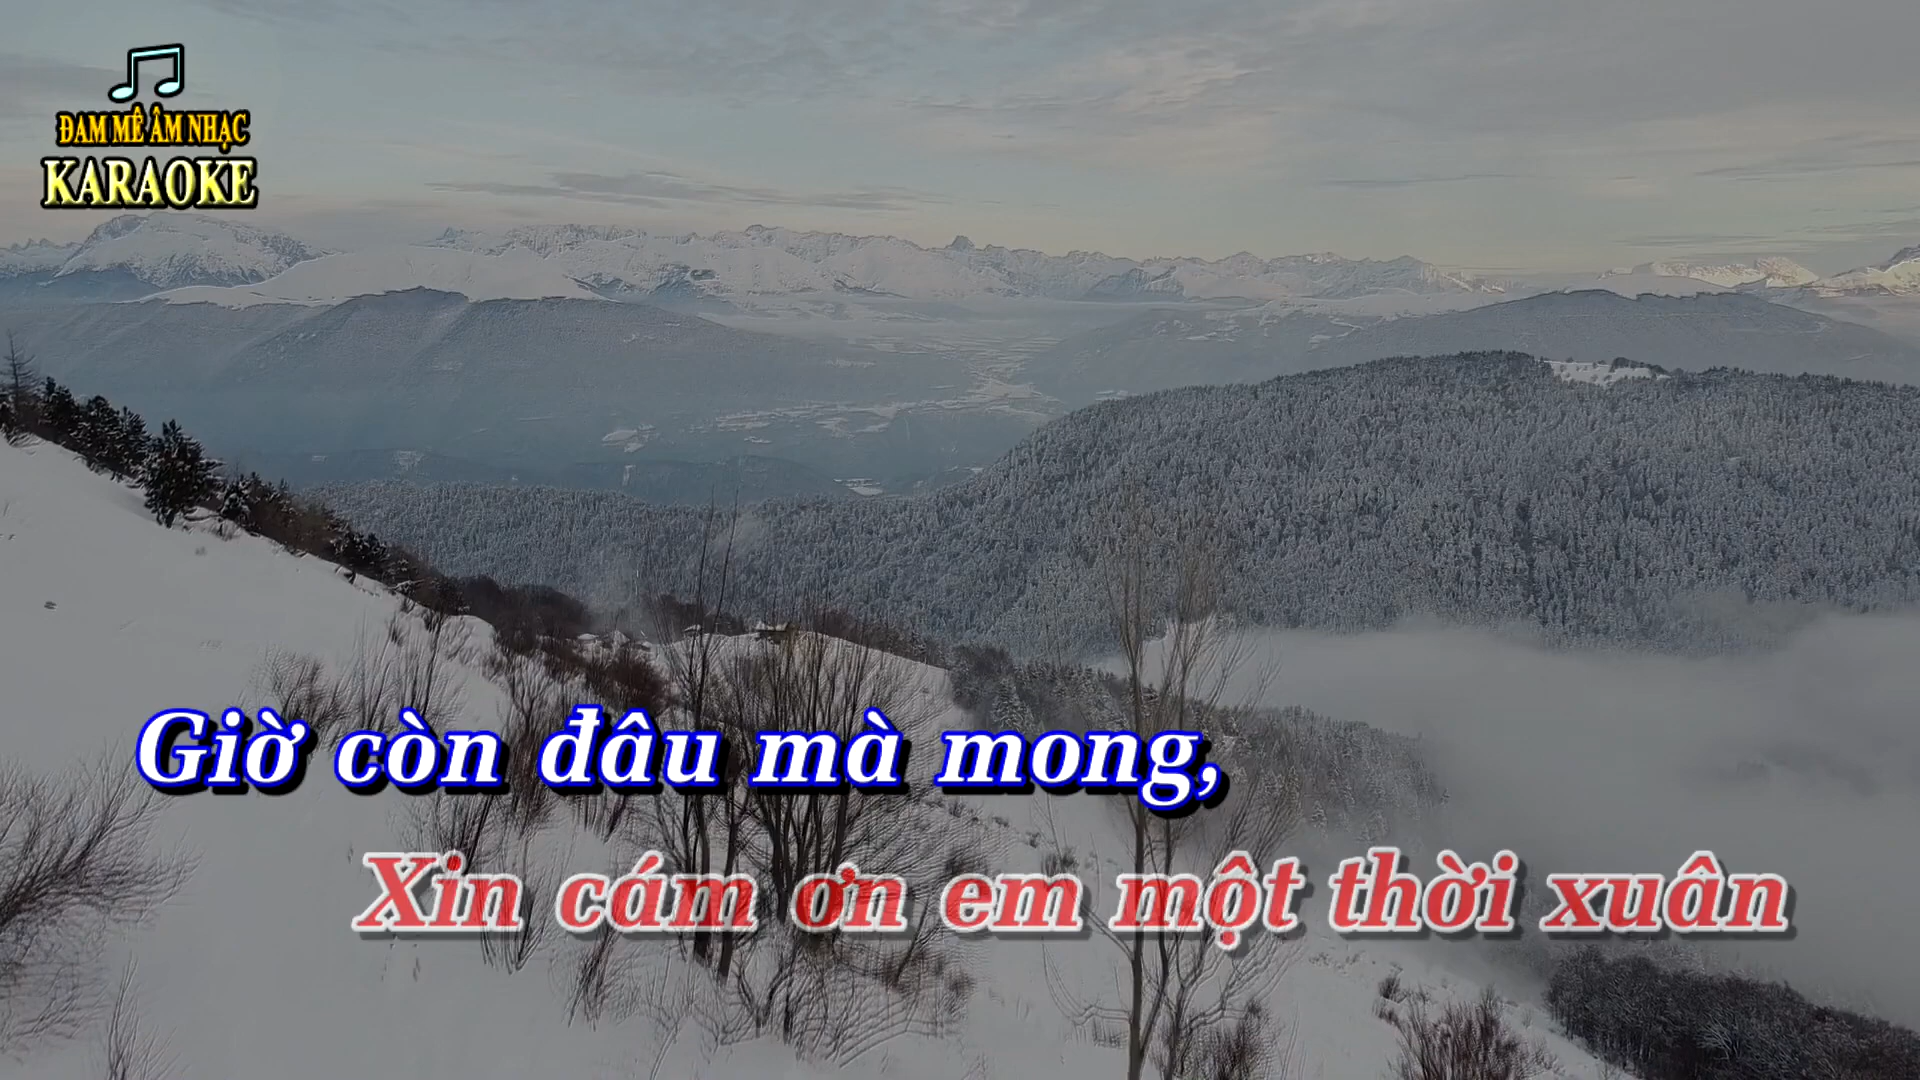 ĐAM MÊ ÂM NHẠC
KARAOKE
Giờ còn đâu mà mong,
Xin cám ơn em một thời xuân